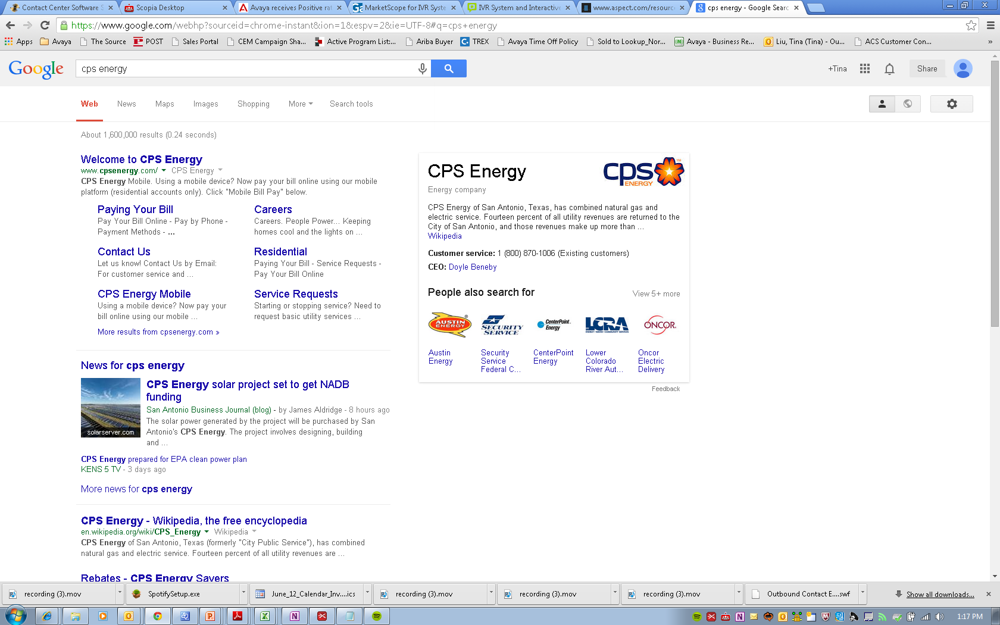 Contact Center Software S
Scopia Desktop
Avaya receives Positive rat
MarketScope for IVR Syste
IVR System and Interactive
www.aspect.com/resourc
cps energy - Google Searc
https://www.google.com/webhp?sourceid=chrome-instant&ion=1&espv=2&ie=UTF-8#q=cps+energy
Apps
Avaya
The Source
POST
Sales Portal
CEM Campaign Sha...
Active Program List:...
Ariba Buyer
TREX
Avaya Time Off Policy
Sold to Lookup_Nor...
Avaya - Business Re...
Liu, Tina (Tina) - Ou...
ACS Customer Con...
»
Google
cps energy
+Tina
Share
Web
News
Maps
Images
Shopping
More
Search tools
About 1,600,000 results (0.24 seconds)
Welcome to CPS Energy
www.cpsenergy.com/ CPS Energy
CPS Energy Mobile. Using a mobile device? Now pay your bill online using our mobile
platform (residential accounts only). Click "Mobile Bill Pay" below.
Paying Your Bill
Pay Your Bill Online - Pay by Phone -
Payment Methods - ...
Careers
Careers. People Power... Keeping
homes cool and the lights on ...
Contact Us
Let us know! Contact Us by Email:
For customer service and ...
Residential
Paying Your Bill - Service Requests -
Pay Your Bill Online
CPS Energy Mobile
Using a mobile device? Now pay your
bill online using our mobile ...
Service Requests
Starting or stopping service? Need to
request basic utility services ...
More results from cpsenergy.com »
News for cps energy
solarserver.com
CPS Energy solar project set to get NADB
funding
San Antonio Business Journal (blog) - by James Aldridge - 8 hours ago
The solar power generated by the project will be purchased by San
Antonio's CPS Energy. The project involves designing, building
and ...
CPS Energy prepared for EPA clean power plan
KENS 5 TV - 3 days ago
More news for cps energy
CPS Energy - Wikipedia, the free encyclopedia
en.wikipedia.org/wiki/CPS_Energy Wikipedia
CPS Energy of San Antonio, Texas (formerly "City Public Service"), has combined
natural gas and electric service. Fourteen percent of all utility revenues are ...
Rebates - CPS Energy Savers
CPS Energy
Energy company
cps
ENERGY
CPS Energy of San Antonio, Texas, has combined natural gas and
electric service. Fourteen percent of all utility revenues are returned to the
City of San Antonio, and those revenues make up more than ...
Wikipedia
Customer service: 1 (800) 870-1006 (Existing customers)
CEO: Doyle Beneby
People also search for
View 5+ more
AUSTIN
ENERGY
SECURITY
SERVICE
CenterPoint
Energy
LCRA
ONCOR
Austin
Energy
Security
Service
Federal C...
CenterPoint
Energy
Lower
Colorado
River Aut...
Oncor
Electric
Delivery
Feedback
recording (3).mov
SpotifySetup.exe
June_12_Calendar_Inv....ics
recording (3).mov
recording (3).mov
recording (3).mov
Outbound Contact E....swf
Show all downloads...
1:17 PM